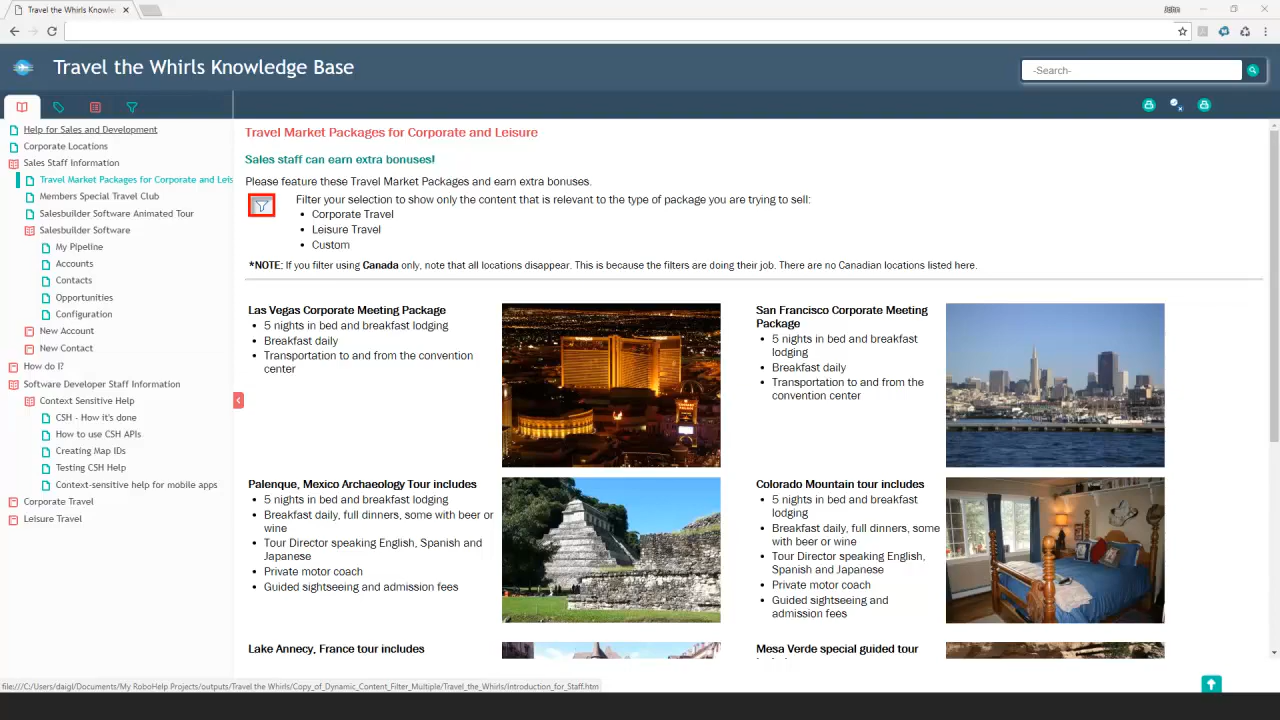 Travel the Whirls Knowle
John
Travel the Whirls Knowledge Base
-Search-
Help for Sales and Development
Corporate Locations
Sales Staff Information
Travel Market Packages for Corporate and Leis
Members Special Travel Club
Salesbuilder Software Animated Tour
Salesbuilder Software
My Pipeline
Accounts
Contacts
Opportunities
Configuration
New Account
New Contact
How do I?
Software Developer Staff Information
Context Sensitive Help
CSH - How it's done
How to use CSH APIs
Creating Map IDs
Testing CSH Help
Context-sensitive help for mobile apps
Corporate Travel
Leisure Travel
Travel Market Packages for Corporate and Leisure
Sales staff can earn extra bonuses!
Please feature these Travel Market Packages and earn extra bonuses.
Filter your selection to show only the content that is relevant to the type of package you are trying to sell:
• Corporate Travel
• Leisure Travel
• Custom
*NOTE: If you filter using Canada only, note that all locations disappear. This is because the filters are doing their job. There are no Canadian locations listed here.
Las Vegas Corporate Meeting Package
• 5 nights in bed and breakfast lodging
• Breakfast daily
• Transportation to and from the convention
center
San Francisco Corporate Meeting
Package
• 5 nights in bed and breakfast
lodging
• Breakfast daily
• Transportation to and from the
convention center
Palenque, Mexico Archaeology Tour includes
• 5 nights in bed and breakfast lodging
• Breakfast daily, full dinners, some with beer or
wine
• Tour Director speaking English, Spanish and
Japanese
• Private motor coach
• Guided sightseeing and admission fees
Colorado Mountain tour includes
• 5 nights in bed and breakfast
lodging
• Breakfast daily, full dinners, some
with beer or wine
• Tour Director speaking English,
Spanish and Japanese
• Private motor coach
• Guided sightseeing and
admission fees
Lake Annecy, France tour includes
Mesa Verde special guided tour
file:///C:/Users/daigl/Documents/My RoboHelp Projects/outputs/Travel the Whirls/Copy_of_Dynamic_Content_Filter_Multiple/Travel_the_Whirls/Introduction_for_Staff.htm